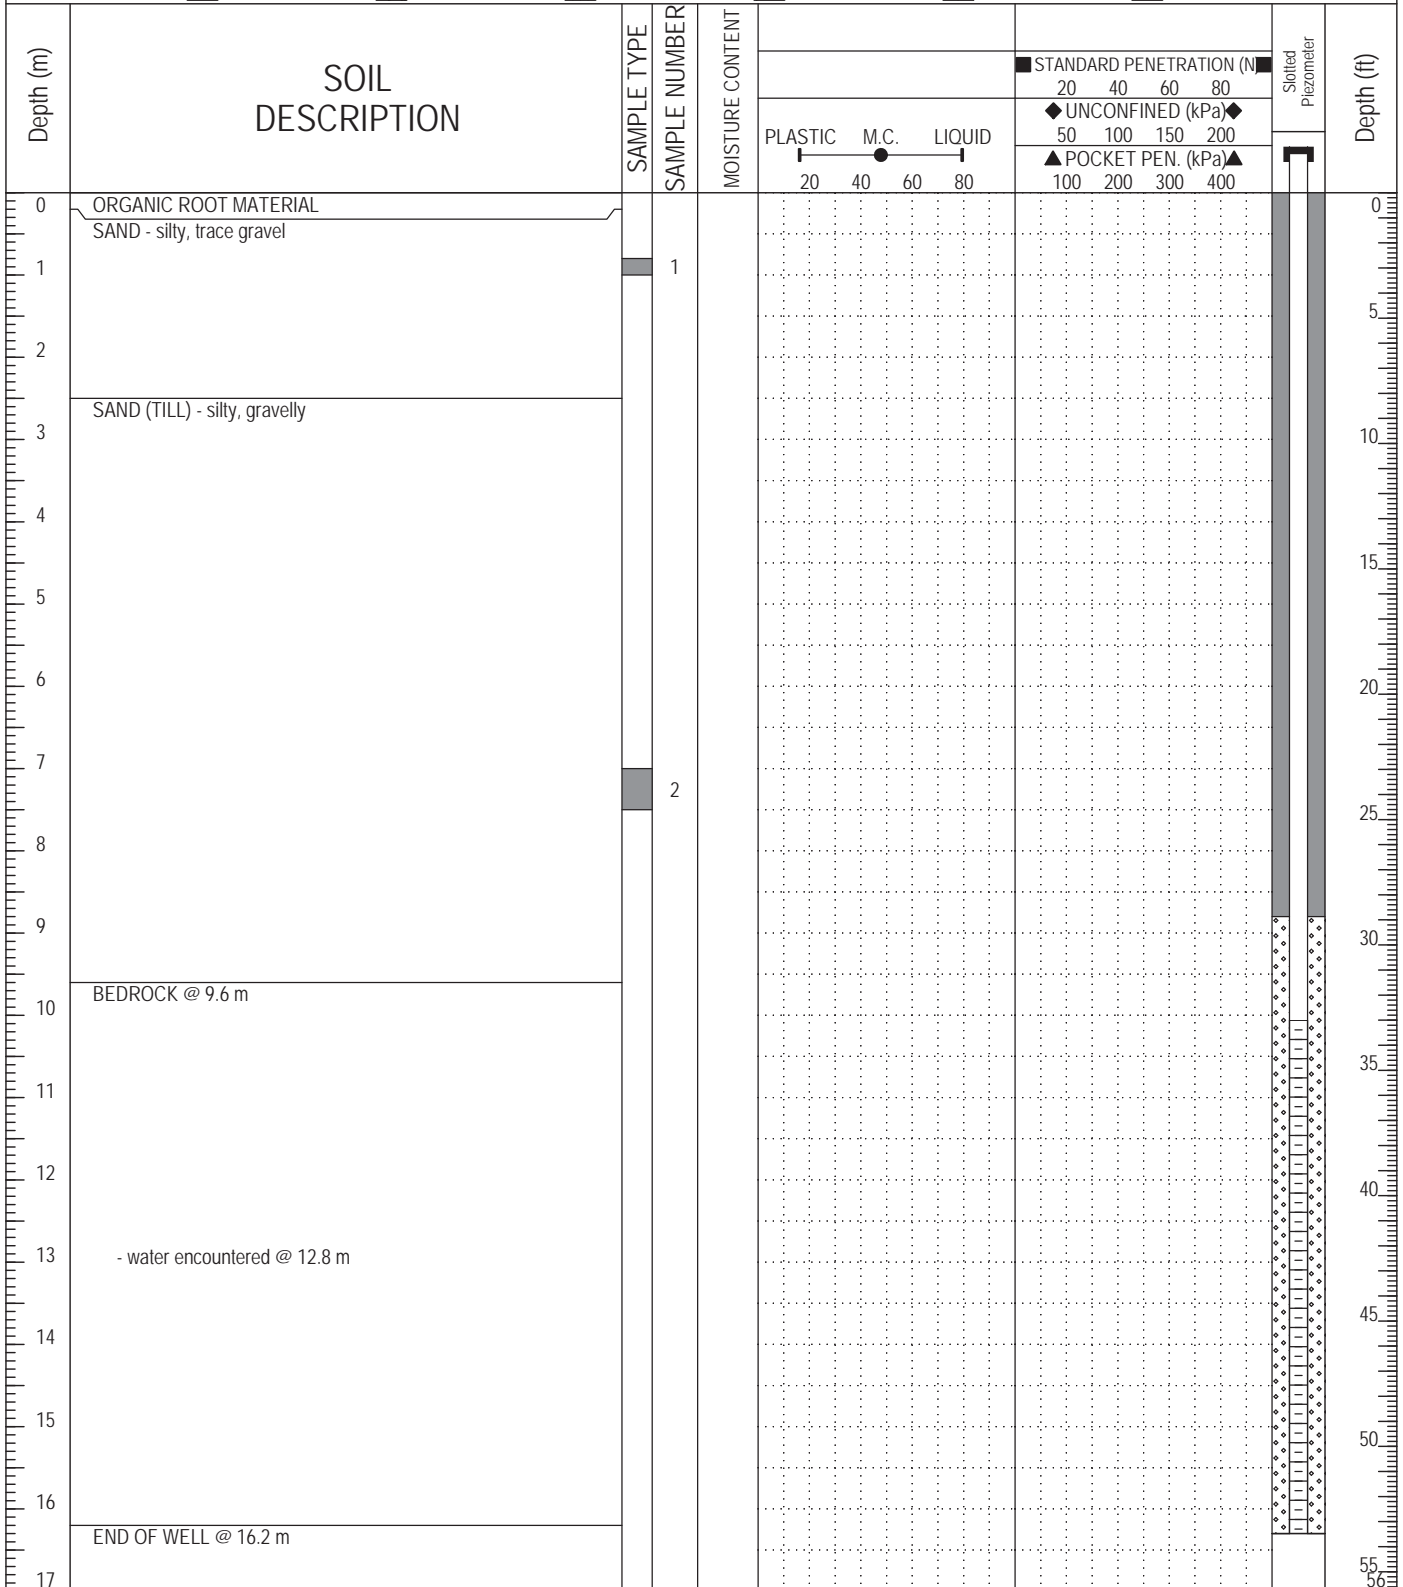 Depth (m)
SOIL
DESCRIPTION
SAMPLE TYPE
SAMPLE NUMBER
MOISTURE CONTENT
PLASTIC M.C. LIQUID
20 40 60 80
STANDARD PENETRATION (N)
20 40 60 80
UNCONFINED (kPa)
50 100 150 200
POCKET PEN. (kPa)
100 200 300 400
Slotted
Piezometer
Depth (ft)
0
ORGANIC ROOT MATERIAL
0
SAND - silty, trace gravel
1
1
5
2
SAND (TILL) - silty, gravelly
3
10
4
15
5
6
20
7
2
25
8
9
30
BEDROCK @ 9.6 m
10
35
11
12
40
13
- water encountered @ 12.8 m
45
14
15
50
16
END OF WELL @ 16.2 m
55
17
56